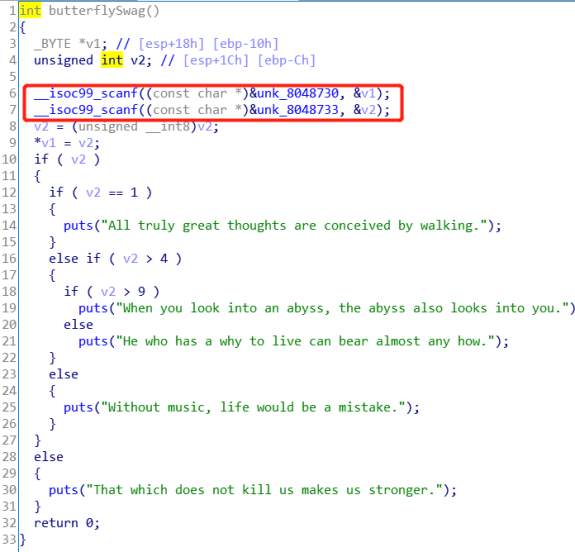 1 int butterflySwag()
2 {
3   _BYTE *v1; // [esp+18h] [ebp-10h]
4   unsigned int v2; // [esp+1Ch] [ebp-Ch]
5
6   __isoc99_scanf((const char *)&unk_8048730, &v1);
7   __isoc99_scanf((const char *)&unk_8048733, &v2);
8   v2 = (unsigned __int8)v2;
9   *v1 = v2;
10   if ( v2 )
11   {
12     if ( v2 == 1 )
13     {
14       puts("All truly great thoughts are conceived by walking.");
15     }
16     else if ( v2 > 4 )
17     {
18       if ( v2 > 9 )
19         puts("When you look into an abyss, the abyss also looks into you.")
20       else
21         puts("He who has a why to live can bear almost any how.");
22     }
23     else
24     {
25       puts("Without music, life would be a mistake.");
26     }
27   }
28   else
29   {
30     puts("That which does not kill us makes us stronger.");
31   }
32   return 0;
33 }